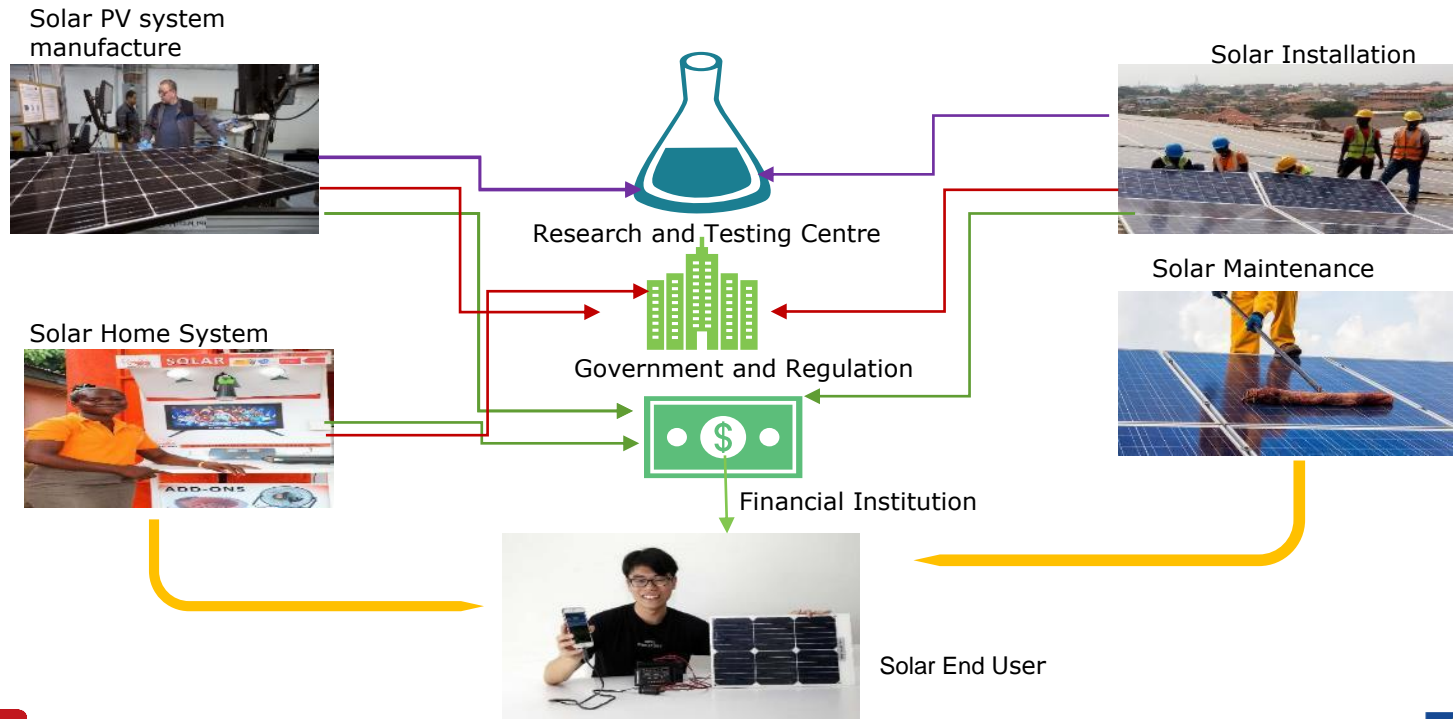 Solar PV system
manufacture
Solar Installation
Research and Testing Centre
Solar Maintenance
Solar Home System
SOLAR
Government and Regulation
$
ADD-ONS
Financial Institution
Solar End User